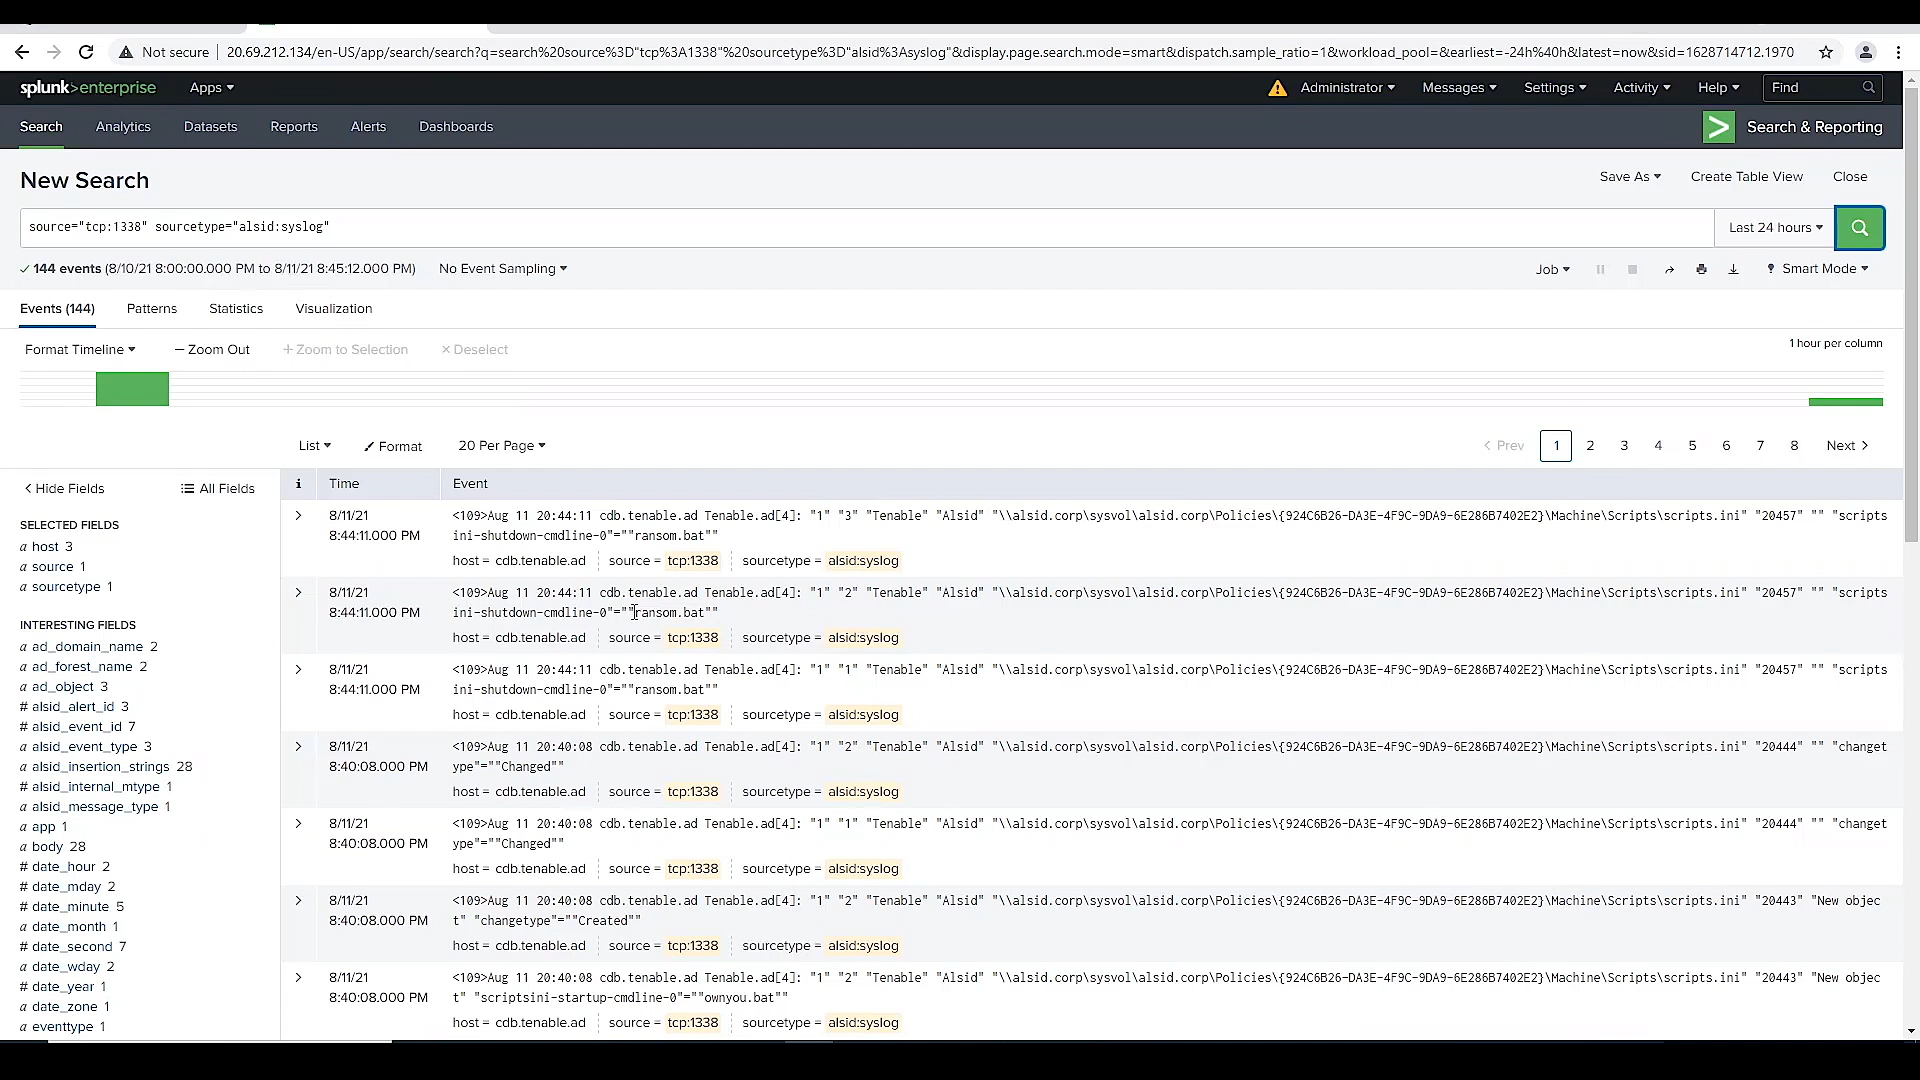 Not secure
20.69.212.134/en-US/app/search/search?q=search%20source%3D"tcp%3A1338"%20sourcetype%3D"alsid%3Asyslog"&display.page.search.mode=smart&dispatch.sample_ratio=1&workload_pool=&earliest=-24h%40h&latest=now&sid=1628714712.1970
splunk>enterprise Apps Administrator Messages Settings Activity Help Find
Search Analytics Datasets Reports Alerts Dashboards Search & Reporting
New Search Save As Create Table View Close
source="tcp:1338" sourcetype="alsid:syslog" Last 24 hours
144 events (8/10/21 8:00:00.000 PM to 8/11/21 8:45:12.000 PM) No Event Sampling Job Smart Mode
Events (144) Patterns Statistics Visualization
Format Timeline − Zoom Out + Zoom to Selection × Deselect 1 hour per column
List Format 20 Per Page < Prev 1 2 3 4 5 6 7 8 Next >
< Hide Fields All Fields
SELECTED FIELDS
a host 3
a source 1
a sourcetype 1
INTERESTING FIELDS
a ad_domain_name 2
a ad_forest_name 2
a ad_object 3
# alsid_alert_id 3
# alsid_event_id 7
a alsid_event_type 3
a alsid_insertion_strings 28
# alsid_internal_mtype 1
a alsid_message_type 1
a app 1
a body 28
# date_hour 2
# date_mday 2
# date_minute 5
a date_month 1
# date_second 7
a date_wday 2
# date_year 1
a date_zone 1
a eventtype 1
i Time Event
8/11/21
8:44:11.000 PM
<109>Aug 11 20:44:11 cdb.tenable.ad Tenable.ad[4]: "1" "3" "Tenable" "Alsid" "\\alsid.corp\sysvol\alsid.corp\Policies\{924C6B26-DA3E-4F9C-9DA9-6E286B7402E2}\Machine\Scripts\scripts.ini" "20457" "" "scripts
ini-shutdown-cmdline-0"=""ransom.bat""
host = cdb.tenable.ad source = tcp:1338 sourcetype = alsid:syslog
8/11/21
8:44:11.000 PM
<109>Aug 11 20:44:11 cdb.tenable.ad Tenable.ad[4]: "1" "2" "Tenable" "Alsid" "\\alsid.corp\sysvol\alsid.corp\Policies\{924C6B26-DA3E-4F9C-9DA9-6E286B7402E2}\Machine\Scripts\scripts.ini" "20457" "" "scripts
ini-shutdown-cmdline-0"=""ransom.bat""
host = cdb.tenable.ad source = tcp:1338 sourcetype = alsid:syslog
8/11/21
8:44:11.000 PM
<109>Aug 11 20:44:11 cdb.tenable.ad Tenable.ad[4]: "1" "1" "Tenable" "Alsid" "\\alsid.corp\sysvol\alsid.corp\Policies\{924C6B26-DA3E-4F9C-9DA9-6E286B7402E2}\Machine\Scripts\scripts.ini" "20457" "" "scripts
ini-shutdown-cmdline-0"=""ransom.bat""
host = cdb.tenable.ad source = tcp:1338 sourcetype = alsid:syslog
8/11/21
8:40:08.000 PM
<109>Aug 11 20:40:08 cdb.tenable.ad Tenable.ad[4]: "1" "2" "Tenable" "Alsid" "\\alsid.corp\sysvol\alsid.corp\Policies\{924C6B26-DA3E-4F9C-9DA9-6E286B7402E2}\Machine\Scripts\scripts.ini" "20444" "" "changet
ype"=""Changed""
host = cdb.tenable.ad source = tcp:1338 sourcetype = alsid:syslog
8/11/21
8:40:08.000 PM
<109>Aug 11 20:40:08 cdb.tenable.ad Tenable.ad[4]: "1" "1" "Tenable" "Alsid" "\\alsid.corp\sysvol\alsid.corp\Policies\{924C6B26-DA3E-4F9C-9DA9-6E286B7402E2}\Machine\Scripts\scripts.ini" "20444" "" "changet
ype"=""Changed""
host = cdb.tenable.ad source = tcp:1338 sourcetype = alsid:syslog
8/11/21
8:40:08.000 PM
<109>Aug 11 20:40:08 cdb.tenable.ad Tenable.ad[4]: "1" "2" "Tenable" "Alsid" "\\alsid.corp\sysvol\alsid.corp\Policies\{924C6B26-DA3E-4F9C-9DA9-6E286B7402E2}\Machine\Scripts\scripts.ini" "20443" "New objec
t" "changetype"=""Created""
host = cdb.tenable.ad source = tcp:1338 sourcetype = alsid:syslog
8/11/21
8:40:08.000 PM
<109>Aug 11 20:40:08 cdb.tenable.ad Tenable.ad[4]: "1" "2" "Tenable" "Alsid" "\\alsid.corp\sysvol\alsid.corp\Policies\{924C6B26-DA3E-4F9C-9DA9-6E286B7402E2}\Machine\Scripts\scripts.ini" "20443" "New objec
t" "scriptsini-startup-cmdline-0"=""ownyou.bat""
host = cdb.tenable.ad source = tcp:1338 sourcetype = alsid:syslog